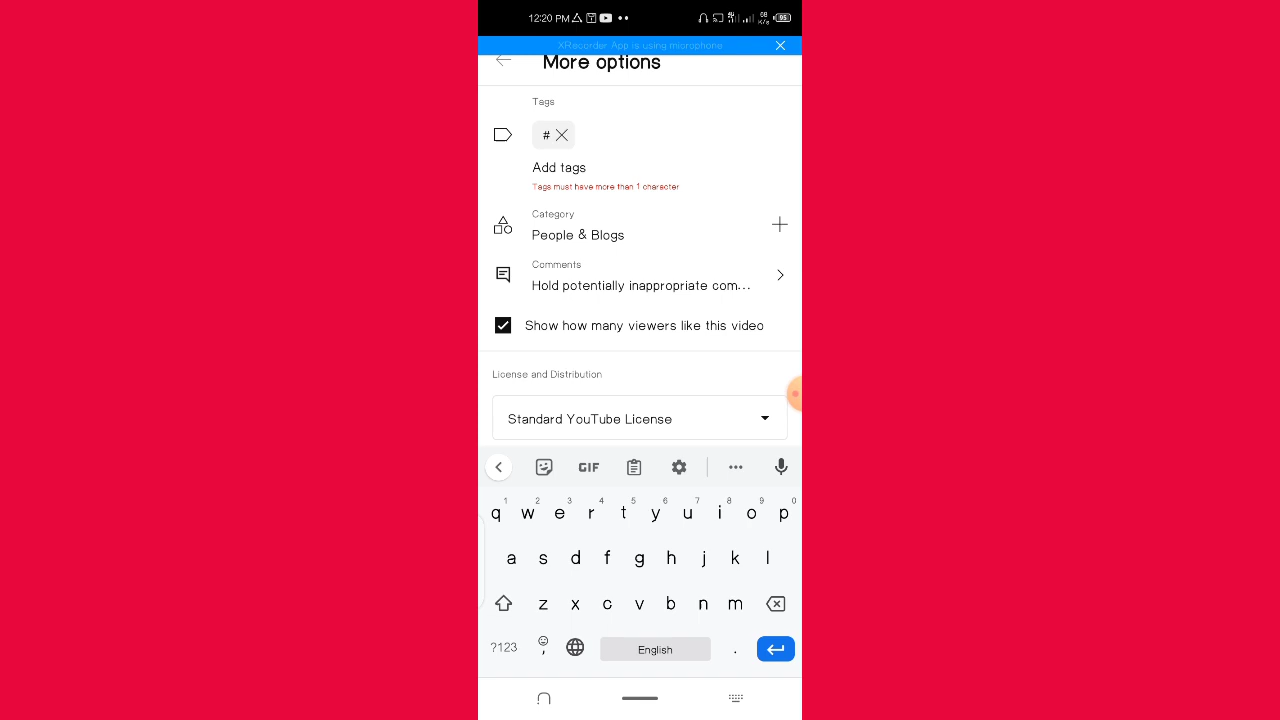 12:20 PM 68 K/s 95
XRecorder App is using microphone
More options
Tags
#
Add tags
Tags must have more than 1 character
Category
People & Blogs
Comments
Hold potentially inappropriate com...
Show how many viewers like this video
License and Distribution
Standard YouTube License
GIF
1 2 3 4 5 6 7 8 9 0
q w e r t y u i o p
a s d f g h j k l
z x c v b n m
?123 , English .